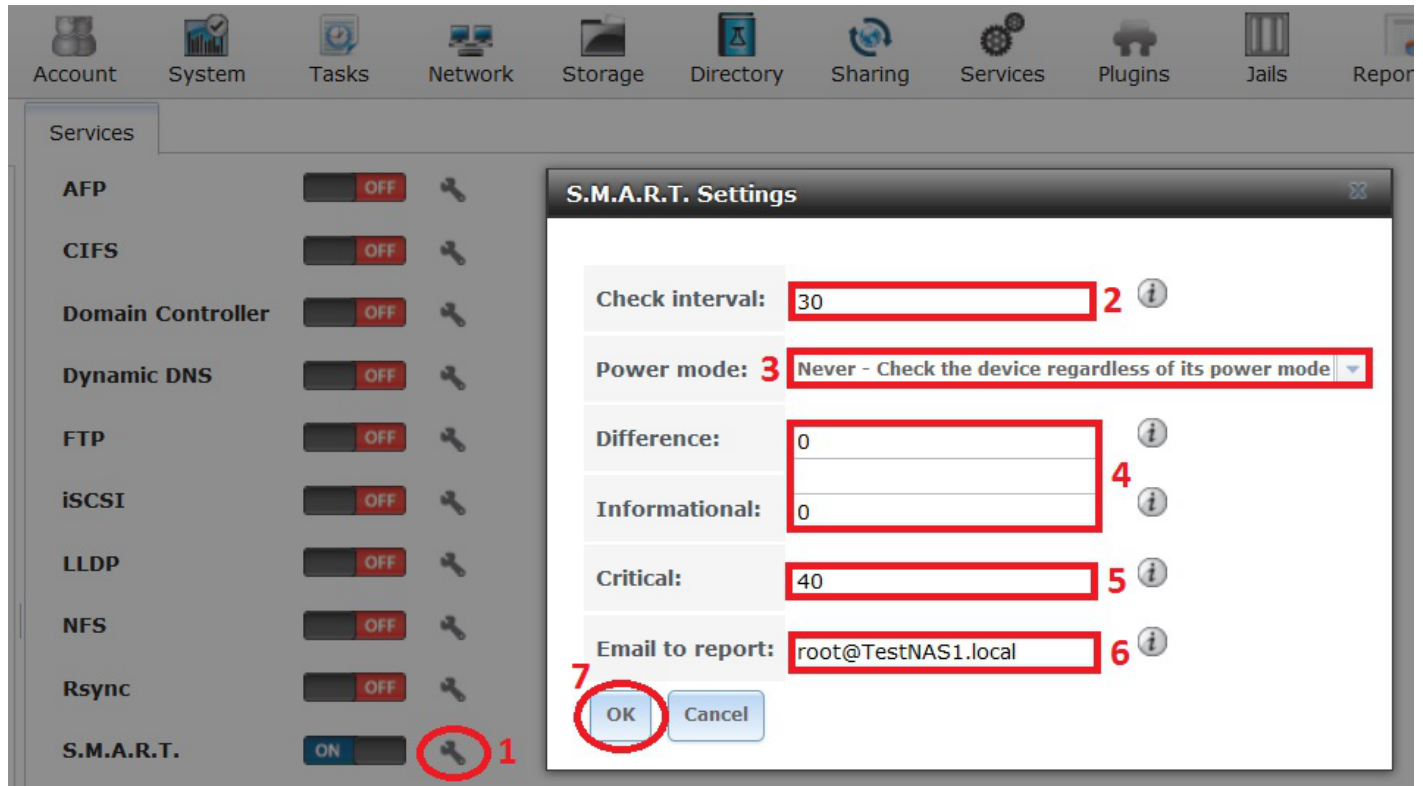 Account System Tasks Network Storage Directory Sharing Services Plugins Jails Repor
Services
AFP OFF
CIFS OFF
Domain Controller OFF
Dynamic DNS OFF
FTP OFF
iSCSI OFF
LLDP OFF
NFS OFF
Rsync OFF
S.M.A.R.T. ON 1
S.M.A.R.T. Settings
Check interval: 30 2
Power mode: 3 Never - Check the device regardless of its power mode
Difference: 0
4
Informational: 0
Critical: 40 5
Email to report: root@TestNAS1.local 6
7
OK Cancel